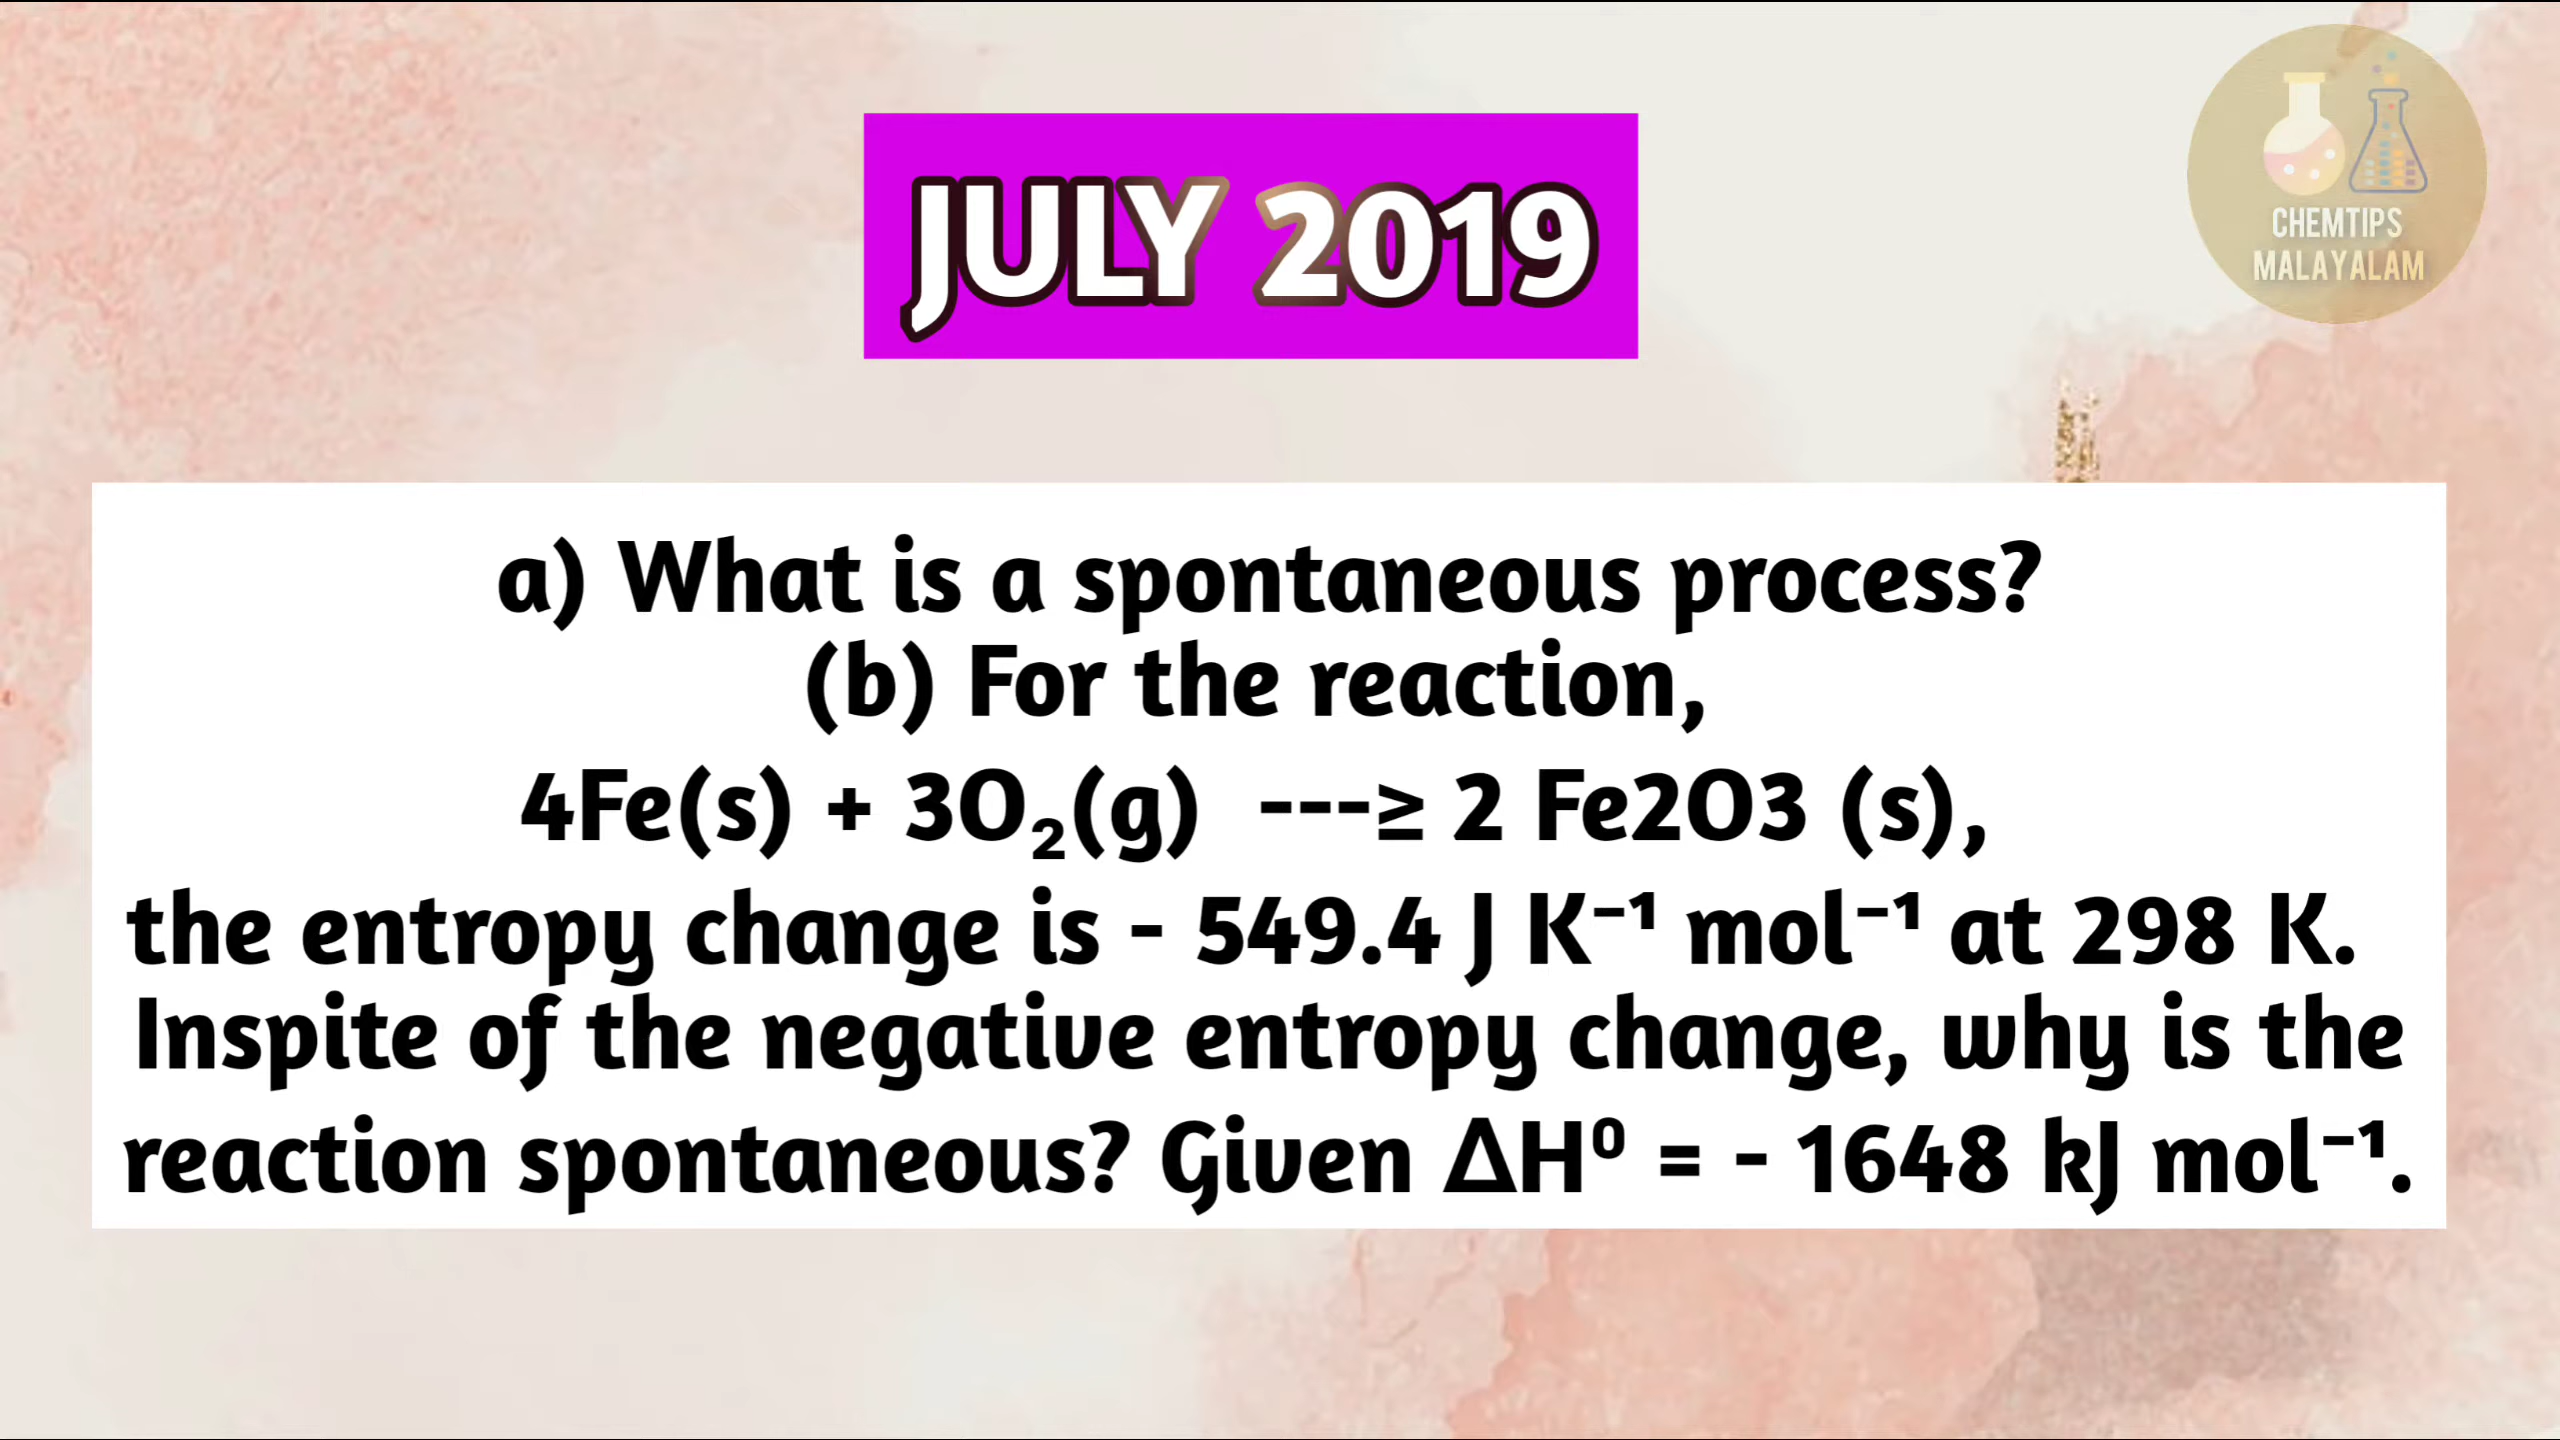 JULY 2019
CHEMTIPS
MALAYALAM
a) What is a spontaneous process?
(b) For the reaction,
4Fe(s) + 3O₂(g) ---≥ 2 Fe2O3 (s),
the entropy change is - 549.4 J K⁻¹ mol⁻¹ at 298 K.
Inspite of the negative entropy change, why is the
reaction spontaneous? Given ΔH⁰ = - 1648 kJ mol⁻¹.